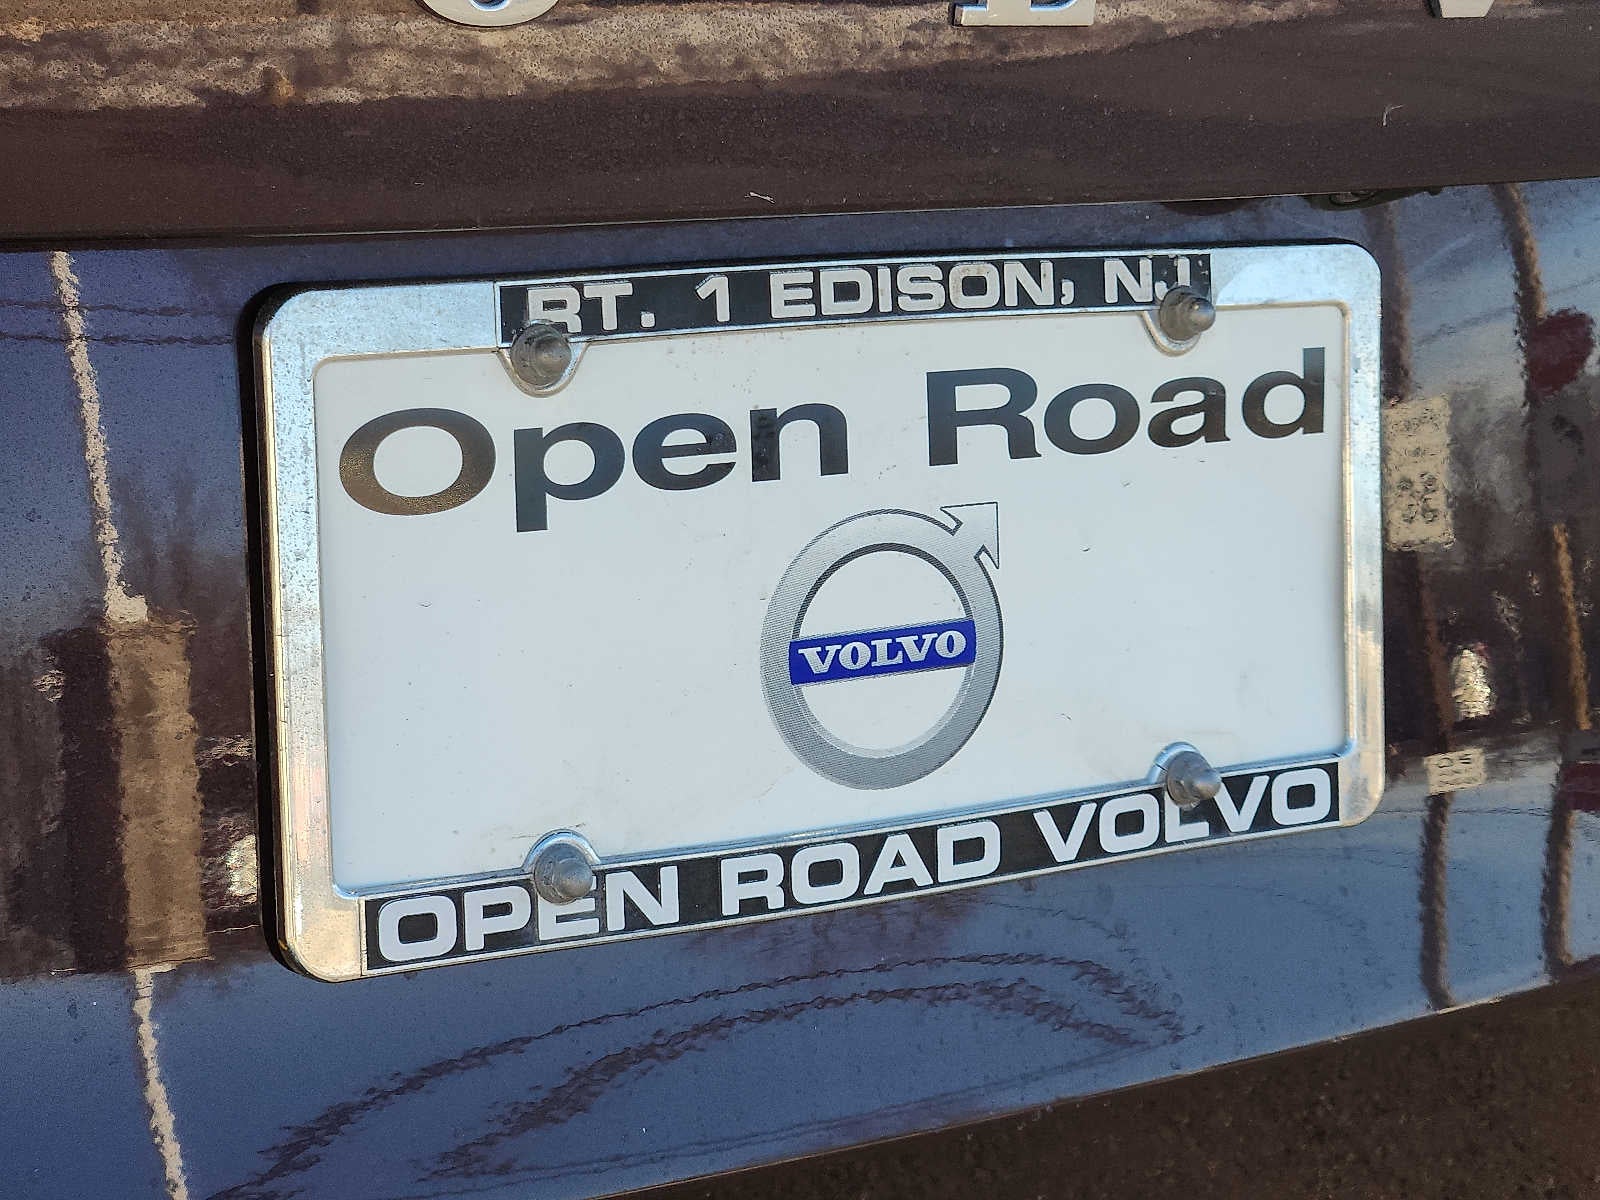 RT. 1 EDISON, NJ
Open Road
VOLVO
OPEN ROAD VOLVO